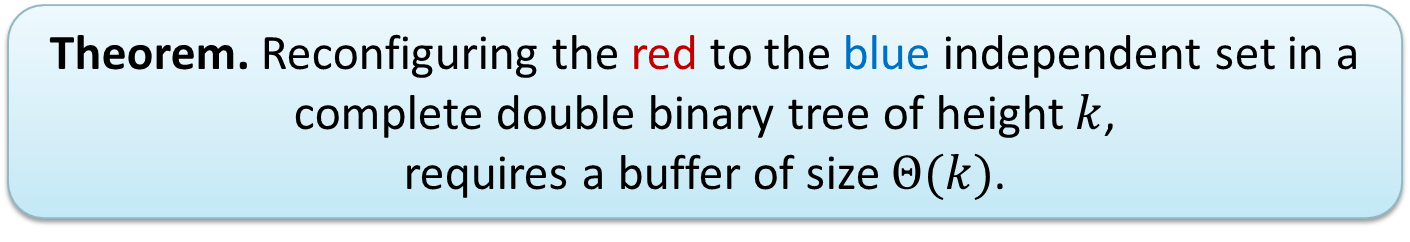 Theorem. Reconfiguring the red to the blue independent set in a
complete double binary tree of height k,
requires a buffer of size Θ(k).